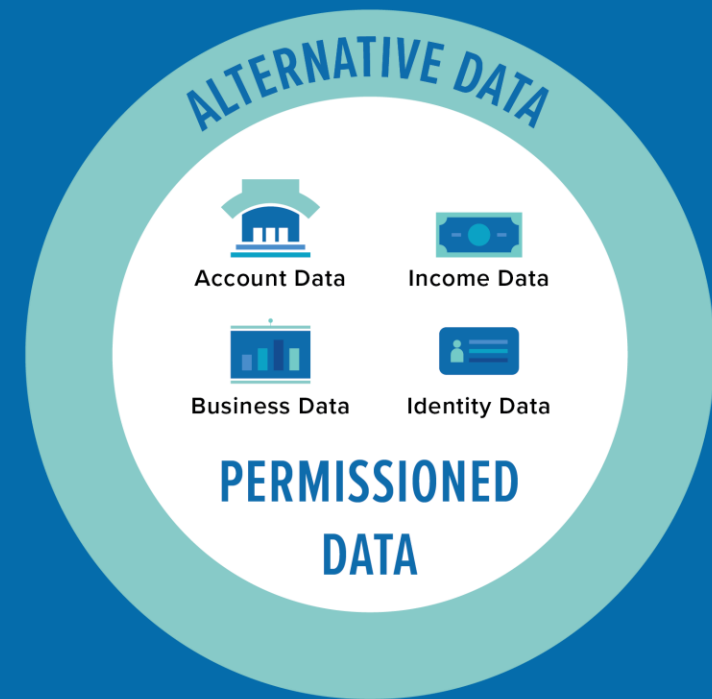 ALTERNATIVE DATA
Account Data
Income Data
Business Data
Identity Data
PERMISSIONED
DATA